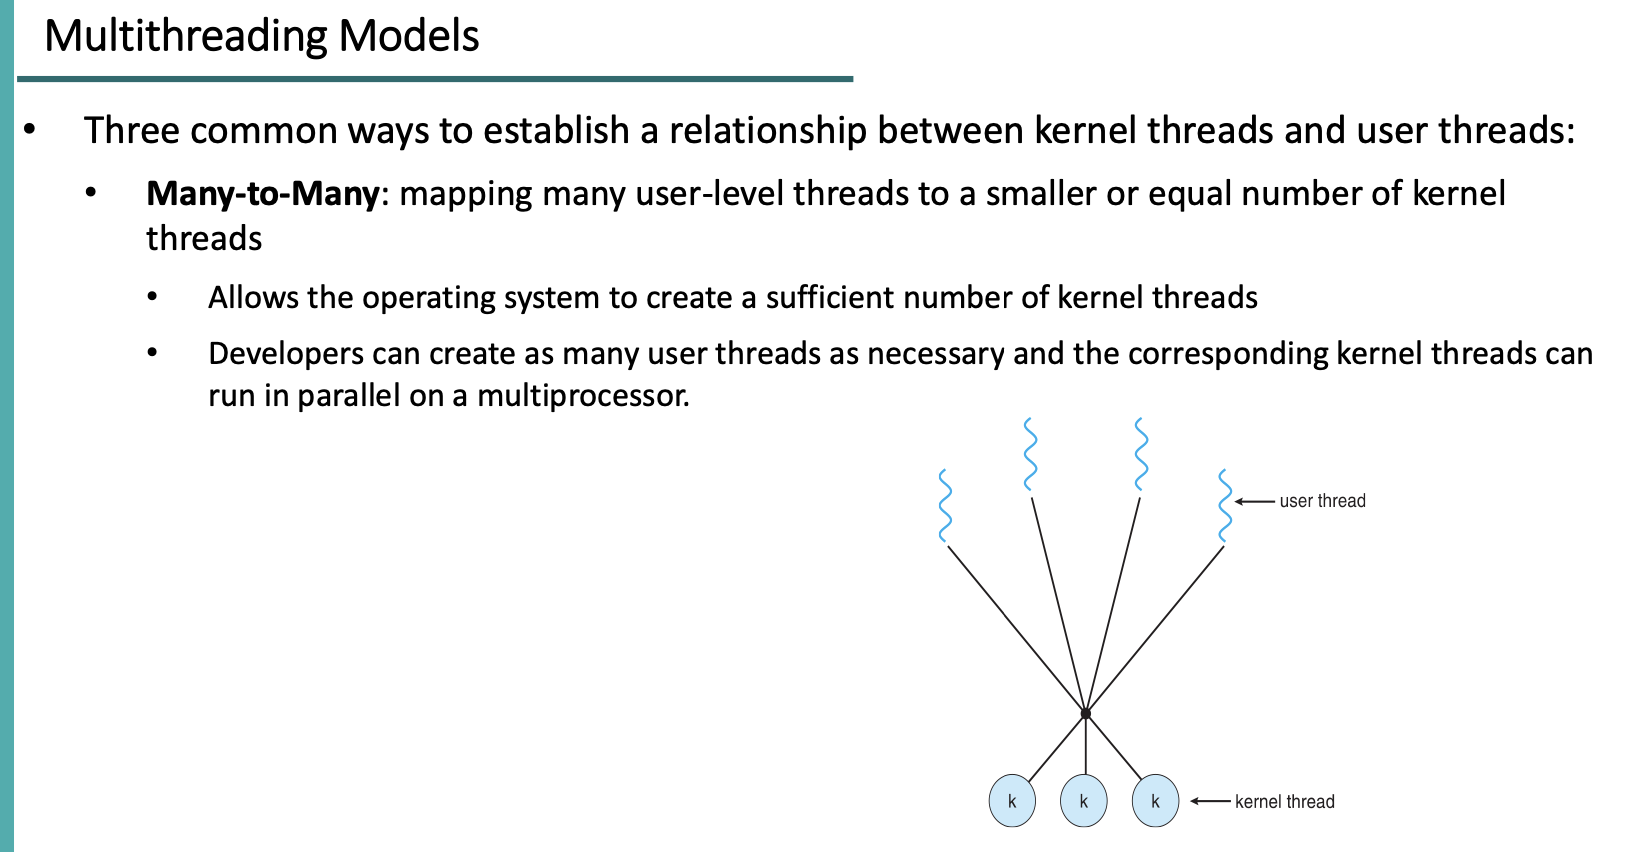 Multithreading Models
• Three common ways to establish a relationship between kernel threads and user threads:
• Many-to-Many: mapping many user-level threads to a smaller or equal number of kernel
threads
• Allows the operating system to create a sufficient number of kernel threads
• Developers can create as many user threads as necessary and the corresponding kernel threads can
run in parallel on a multiprocessor.
user thread
k k k
kernel thread